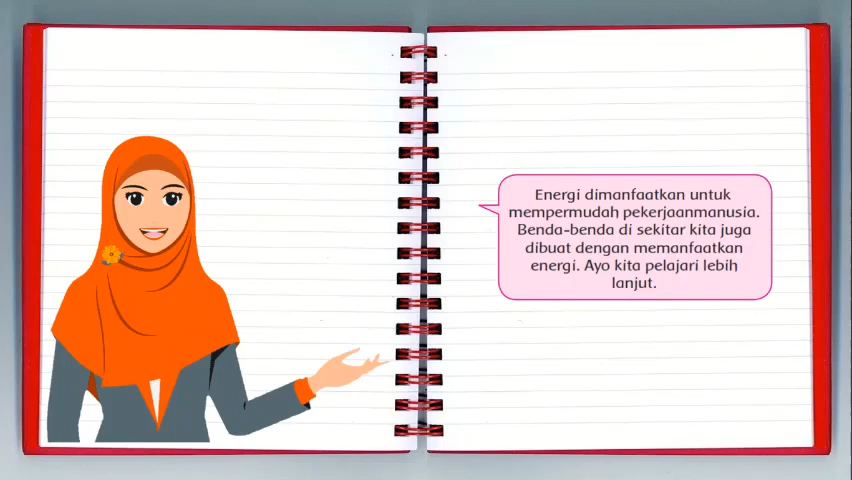 Energi dimanfaatkan untuk
mempermudah pekerjaanmanusia.
Benda-benda di sekitar kita juga
dibuat dengan memanfaatkan
energi. Ayo kita pelajari lebih
lanjut.